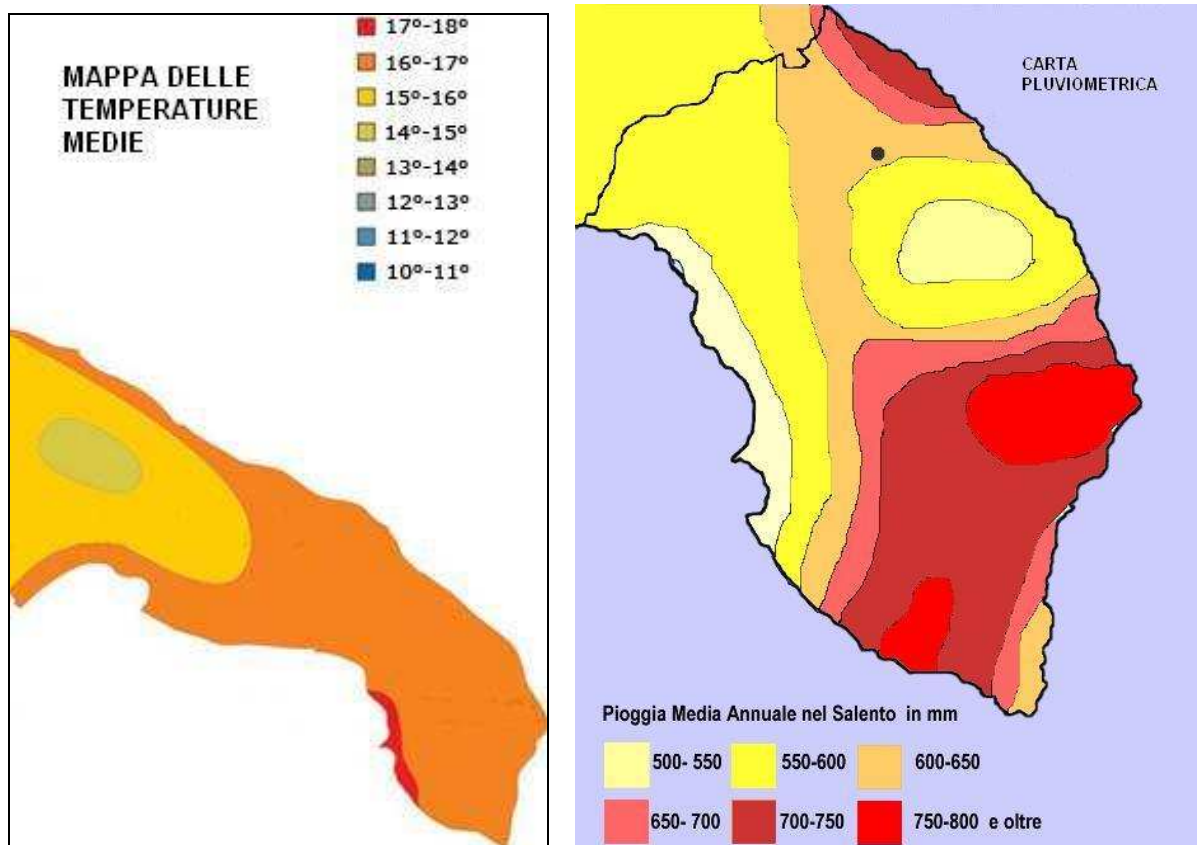 17°-18°
16°-17°
15°-16°
14°-15°
13°-14°
12°-13°
11°-12°
10°-11°
MAPPA DELLE
TEMPERATURE
MEDIE
CARTA
PLUVIOMETRICA
Pioggia Media Annuale nel Salento in mm
500- 550 550-600 600-650
650- 700 700-750 750-800 e oltre